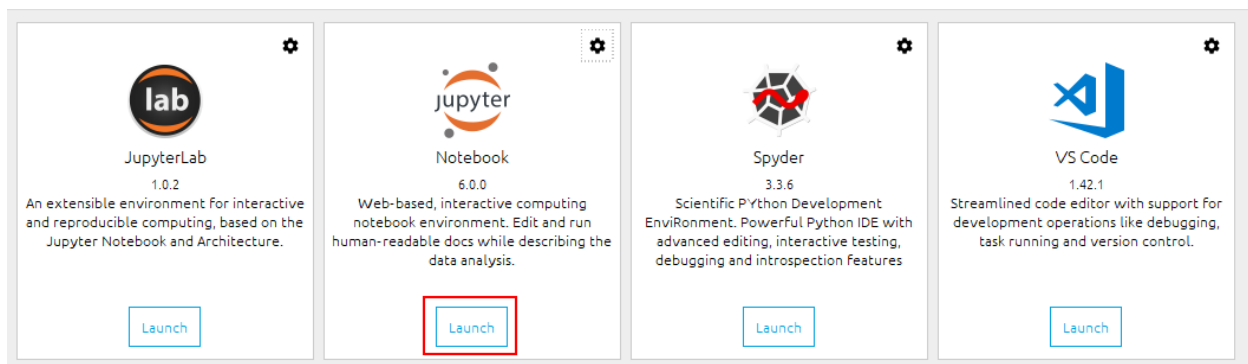 lab
JupyterLab
1.0.2
An extensible environment for interactive
and reproducible computing, based on the
Jupyter Notebook and Architecture.
Launch
jupyter
Notebook
6.0.0
Web-based, interactive computing
notebook environment. Edit and run
human-readable docs while describing the
data analysis.
Launch
Spyder
3.3.6
Scientific PYthon Development
EnviRonment. Powerful Python IDE with
advanced editing, interactive testing,
debugging and introspection features
Launch
VS Code
1.42.1
Streamlined code editor with support for
development operations like debugging,
task running and version control.
Launch